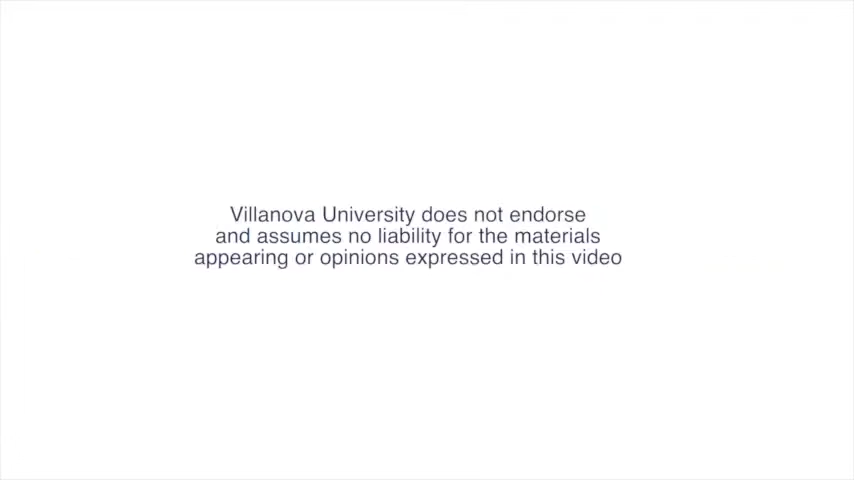 Villanova University does not endorse
and assumes no liability for the materials
appearing or opinions expressed in this video